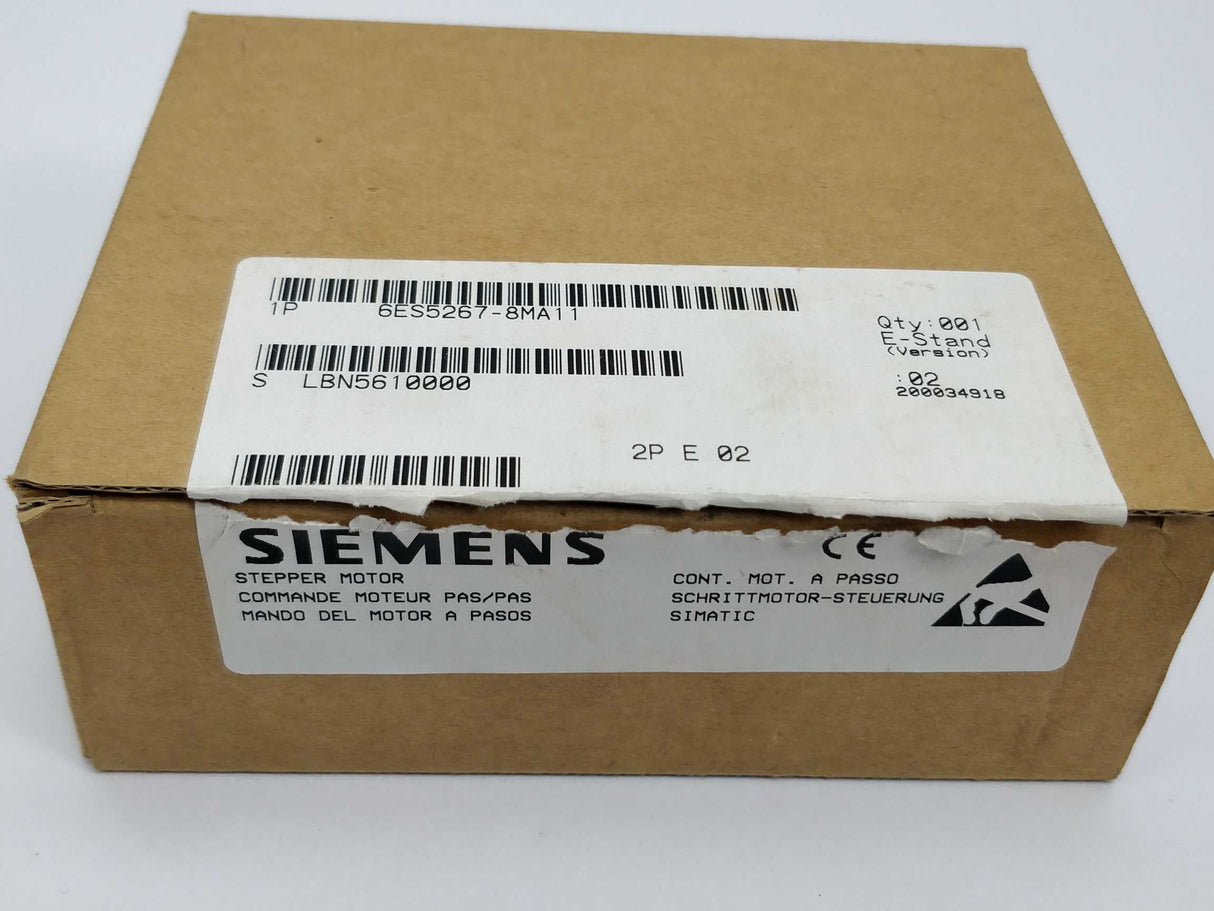 1P 6ES5267-8MA11
S LBN5610000
Qty:001
E-Stand
(Version)
:02
200034918
2P E 02
SIEMENS
CE
STEPPER MOTOR
COMMANDE MOTEUR PAS/PAS
MANDO DEL MOTOR A PASOS
CONT. MOT. A PASSO
SCHRITTMOTOR-STEUERUNG
SIMATIC